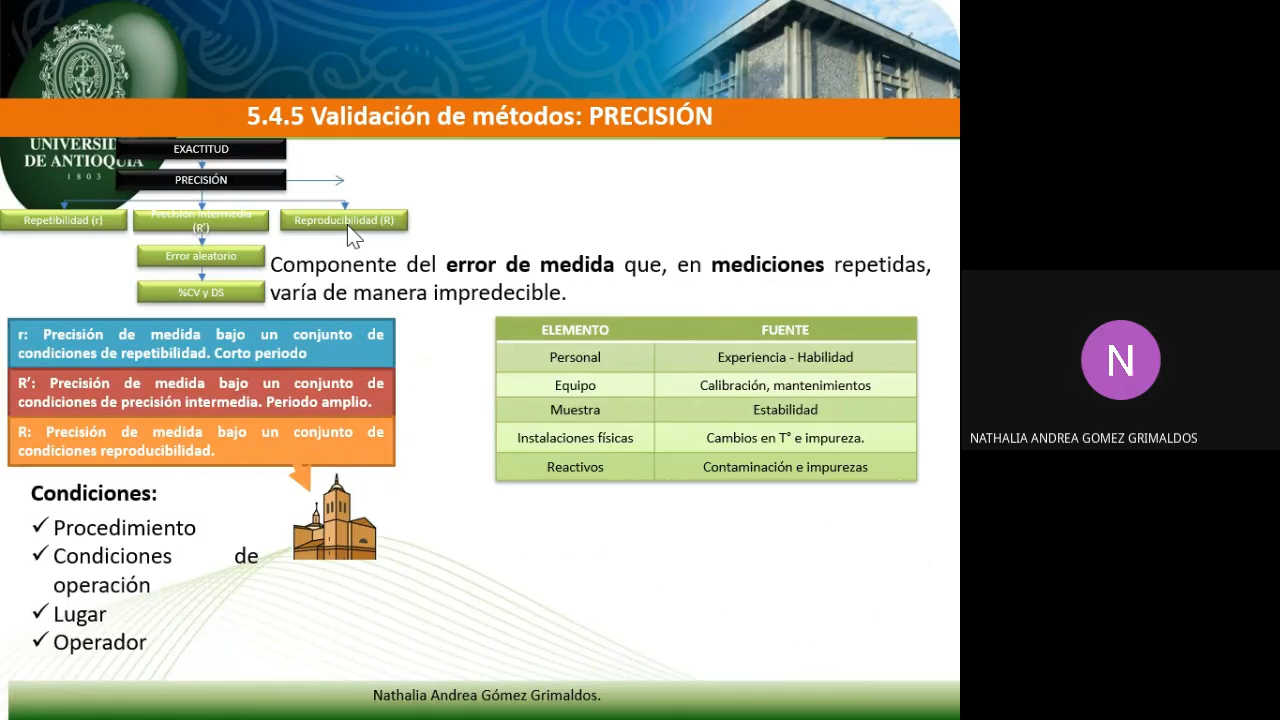 5.4.5 Validación de métodos: PRECISIÓN
UNIVERSID
DE ANTIOQUIA
1803
EXACTITUD
PRECISIÓN
Repetibilidad (r)
Precisión intermedia
(R')
Reproducibilidad (R)
Error aleatorio
%CV y DS
Componente del error de medida que, en mediciones repetidas,
varía de manera impredecible.
r: Precisión de medida bajo un conjunto de
condiciones de repetibilidad. Corto periodo
R’: Precisión de medida bajo un conjunto de
condiciones de precisión intermedia. Periodo amplio.
R: Precisión de medida bajo un conjunto de
condiciones reproducibilidad.
ELEMENTO FUENTE
Personal Experiencia - Habilidad
Equipo Calibración, mantenimientos
Muestra Estabilidad
Instalaciones físicas Cambios en T° e impureza.
Reactivos Contaminación e impurezas
Condiciones:
✓ Procedimiento
✓ Condiciones de
operación
✓ Lugar
✓ Operador
Nathalia Andrea Gómez Grimaldos.
N
NATHALIA ANDREA GOMEZ GRIMALDOS